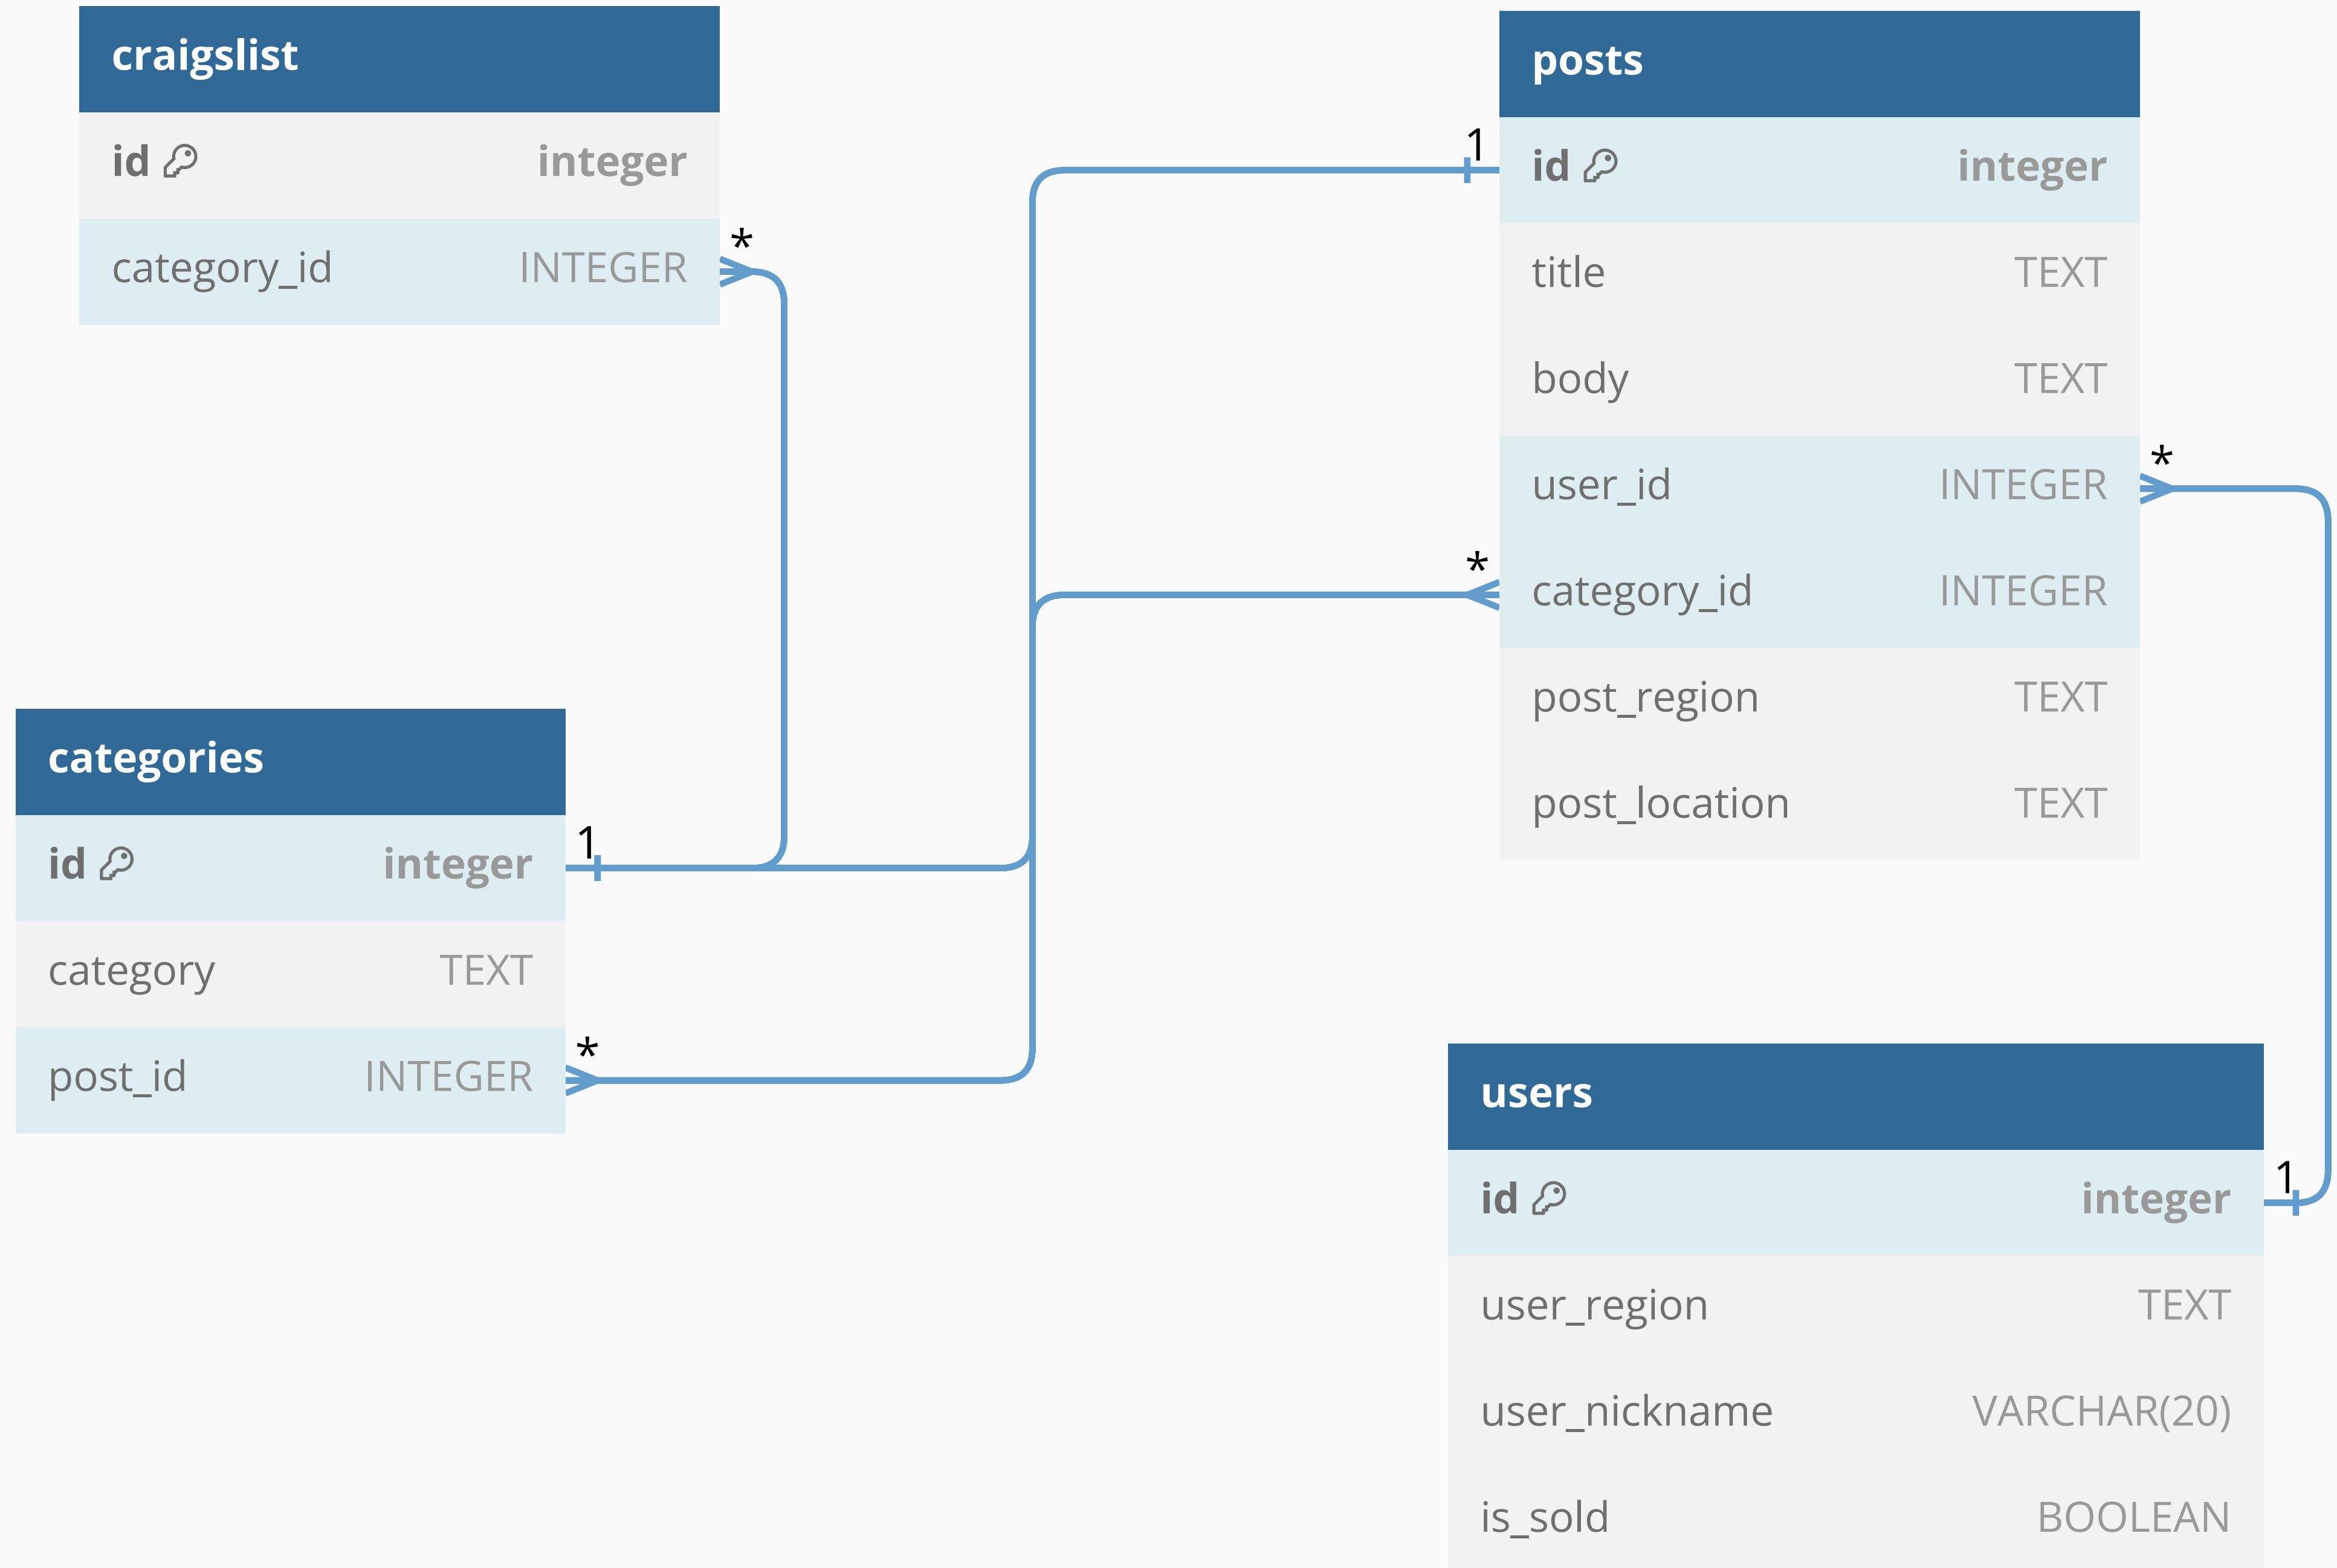 craigslist
id integer
category_id INTEGER
*
posts
1
id integer
title TEXT
body TEXT
user_id INTEGER
*
*
category_id INTEGER
post_region TEXT
post_location TEXT
categories
1
id integer
category TEXT
*
post_id INTEGER
users
1
id integer
user_region TEXT
user_nickname VARCHAR(20)
is_sold BOOLEAN